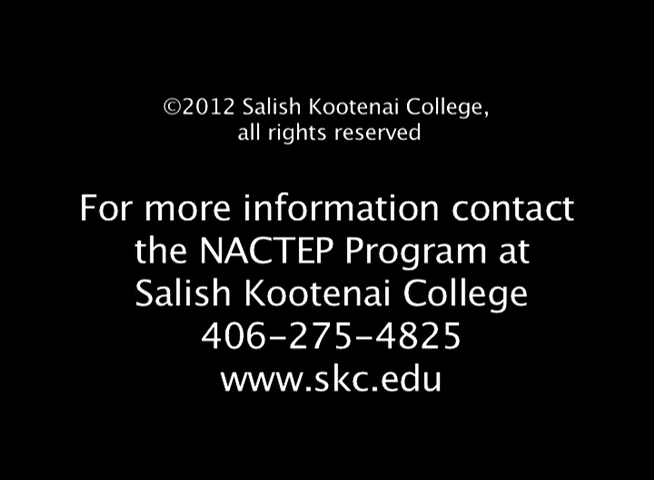 ©2012 Salish Kootenai College,
all rights reserved
For more information contact
the NACTEP Program at
Salish Kootenai College
406-275-4825
www.skc.edu